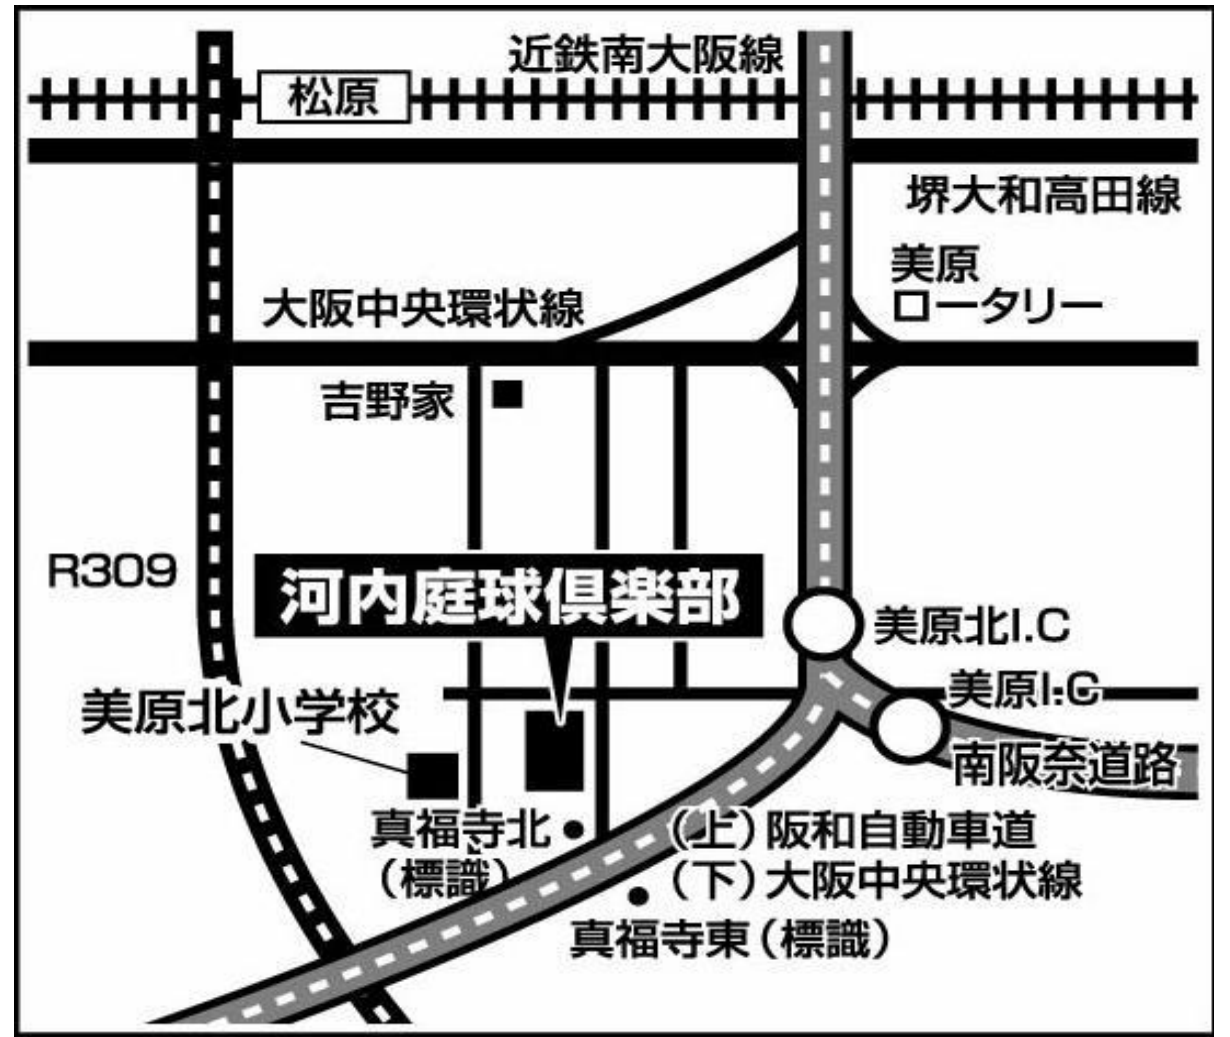 近鉄南大阪線
松原
堺大和高田線
美原
ロータリー
大阪中央環状線
吉野家
R309
河内庭球倶楽部
美原北I.C
美原I.C
美原北小学校
南阪奈道路
真福寺北
(標識)
(上)阪和自動車道
(下)大阪中央環状線
真福寺東(標識)